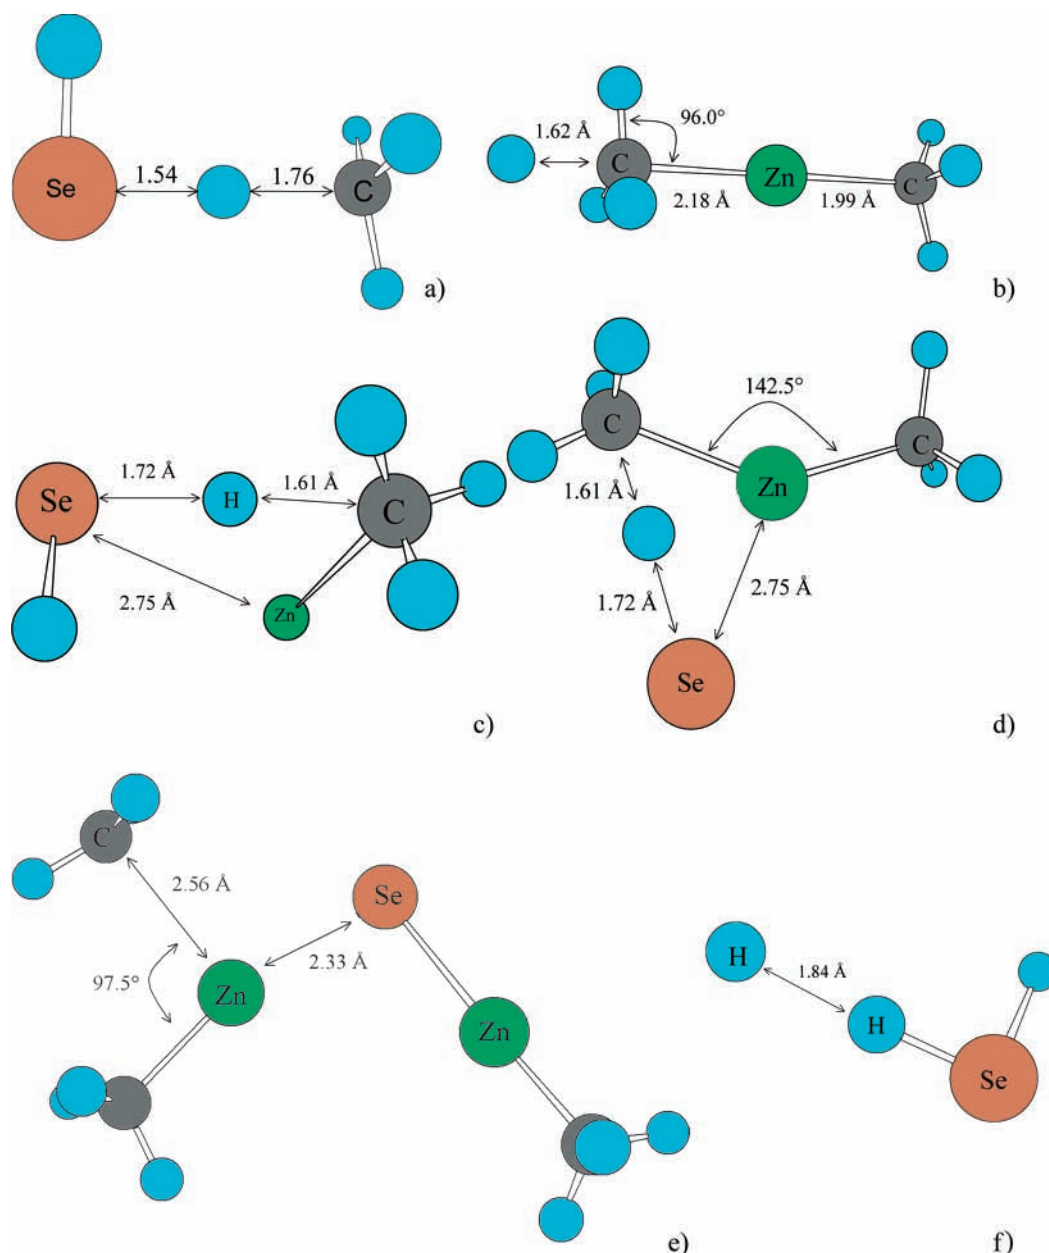 Se
1.54
1.76
C
a)
1.62 Å
C
96.0°
2.18 Å
Zn
1.99 Å
C
b)
Se
1.72 Å
H
1.61 Å
C
2.75 Å
Zn
c)
C
142.5°
C
Zn
1.61 Å
1.72 Å
2.75 Å
Se
d)
C
2.56 Å
Se
97.5°
Zn
2.33 Å
Zn
e)
H
1.84 Å
H
Se
f)